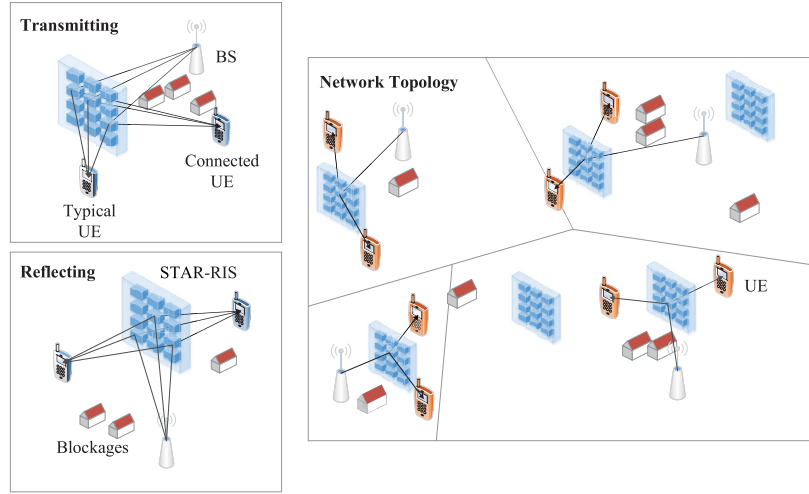 Transmitting
BS
Connected
UE
Typical
UE
Reflecting
STAR-RIS
Blockages
Network Topology
UE